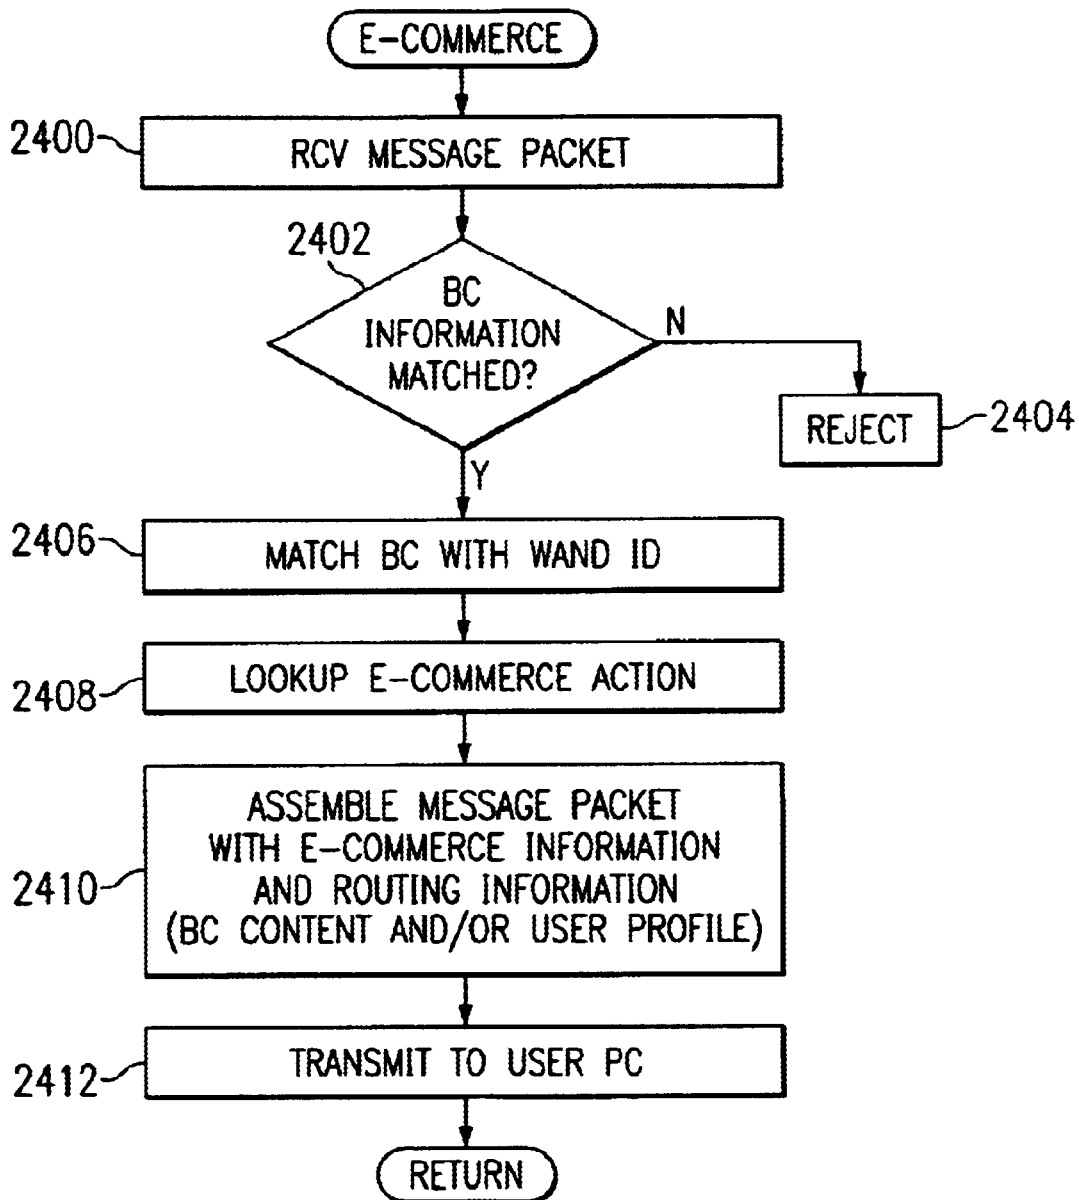 E-COMMERCE
2400
RCV MESSAGE PACKET
2402
BC
INFORMATION
MATCHED?
N
REJECT
2404
Y
2406
MATCH BC WITH WAND ID
2408
LOOKUP E-COMMERCE ACTION
2410
ASSEMBLE MESSAGE PACKET
WITH E-COMMERCE INFORMATION
AND ROUTING INFORMATION
(BC CONTENT AND/OR USER PROFILE)
2412
TRANSMIT TO USER PC
RETURN